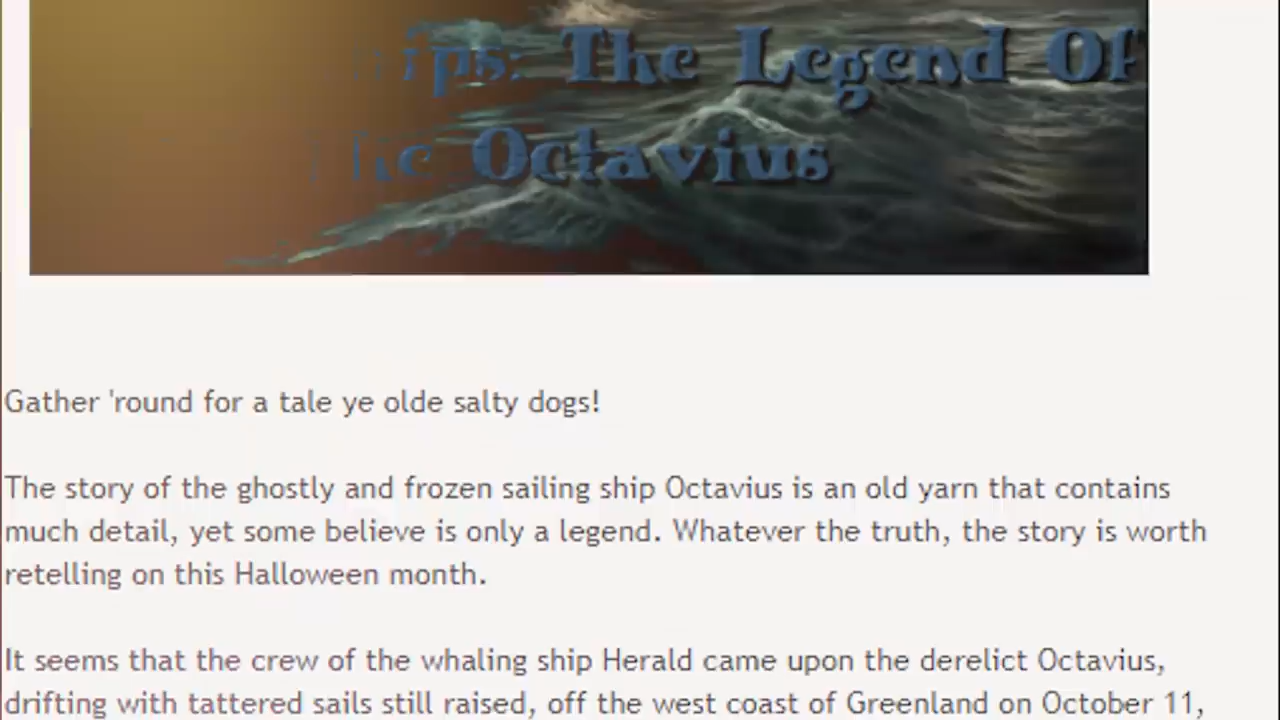 ips: The Legend Of
The Octavius
Gather 'round for a tale ye olde salty dogs!
The story of the ghostly and frozen sailing ship Octavius is an old yarn that contains
much detail, yet some believe is only a legend. Whatever the truth, the story is worth
retelling on this Halloween month.
It seems that the crew of the whaling ship Herald came upon the derelict Octavius,
drifting with tattered sails still raised, off the west coast of Greenland on October 11,